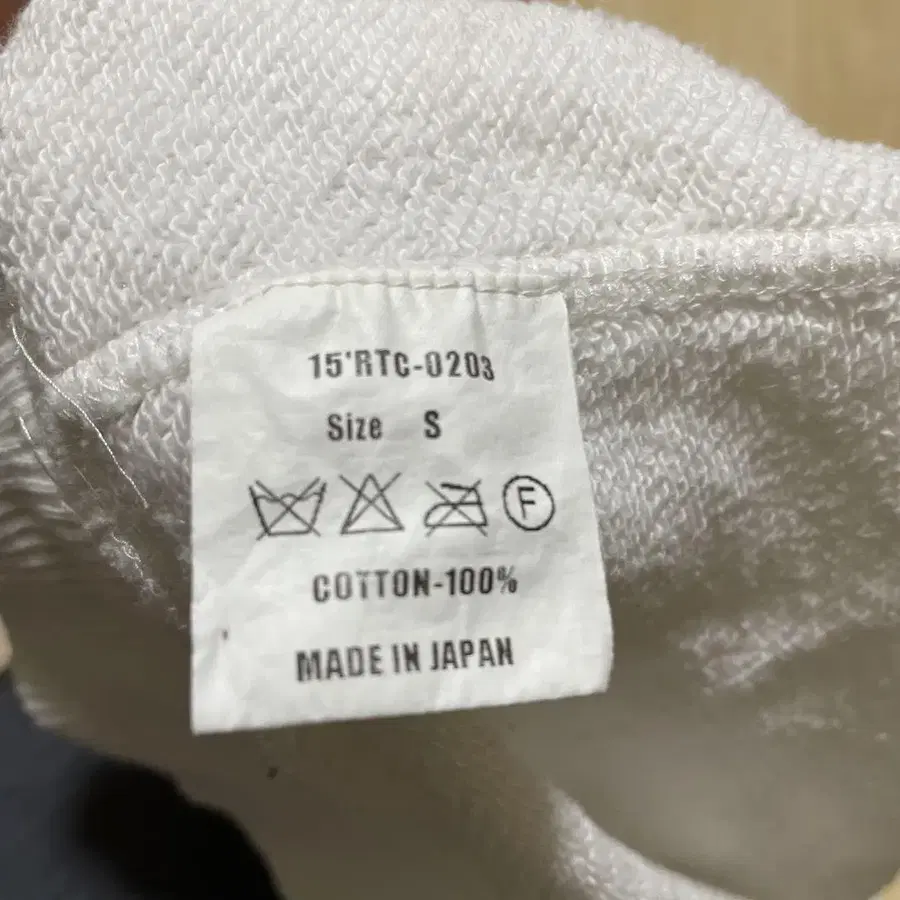 15'RTC-0203
Size S
F
COTTON-100%
MADE IN JAPAN